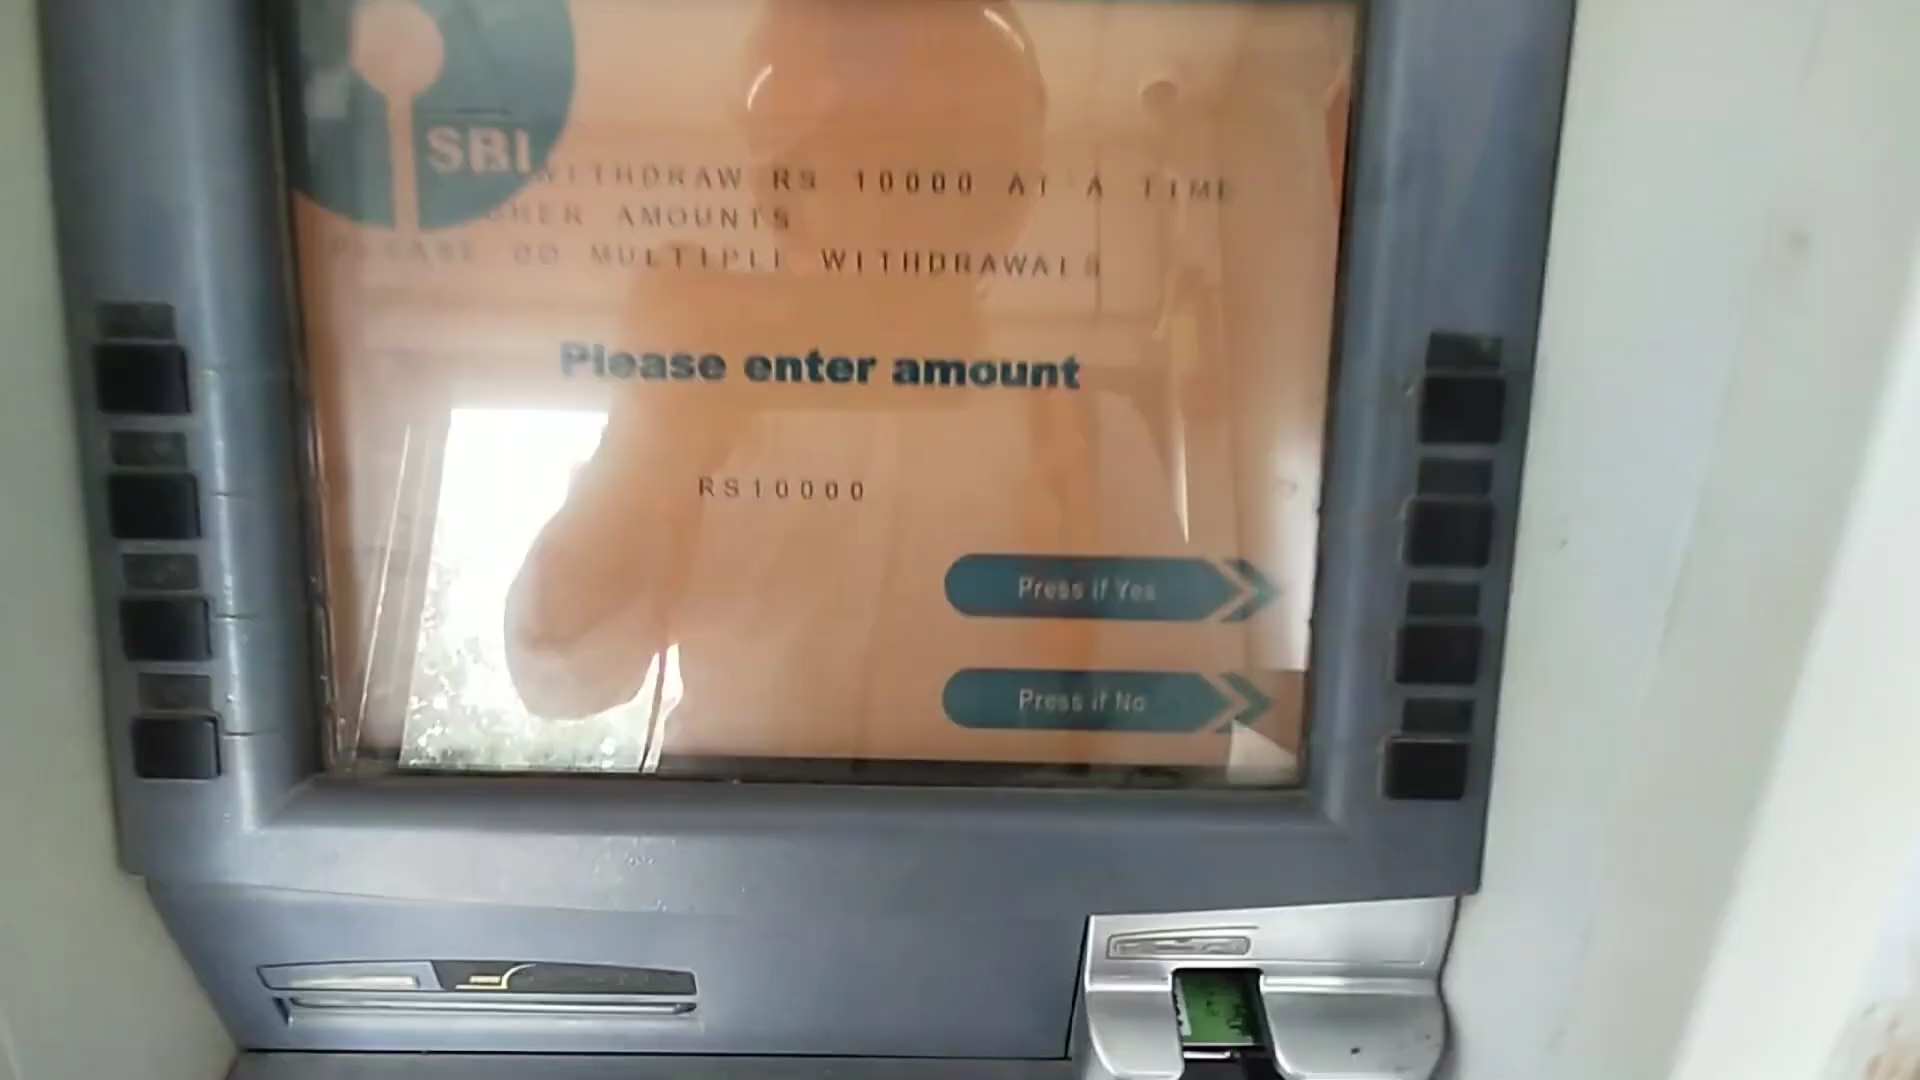 SBI
WITHDRAW RS 10000 AT A TIME
AMOUNTS
PLEASE DO MULTIPLE WITHDRAWALS
Please enter amount
RS10000
Press if Yes
Press if No